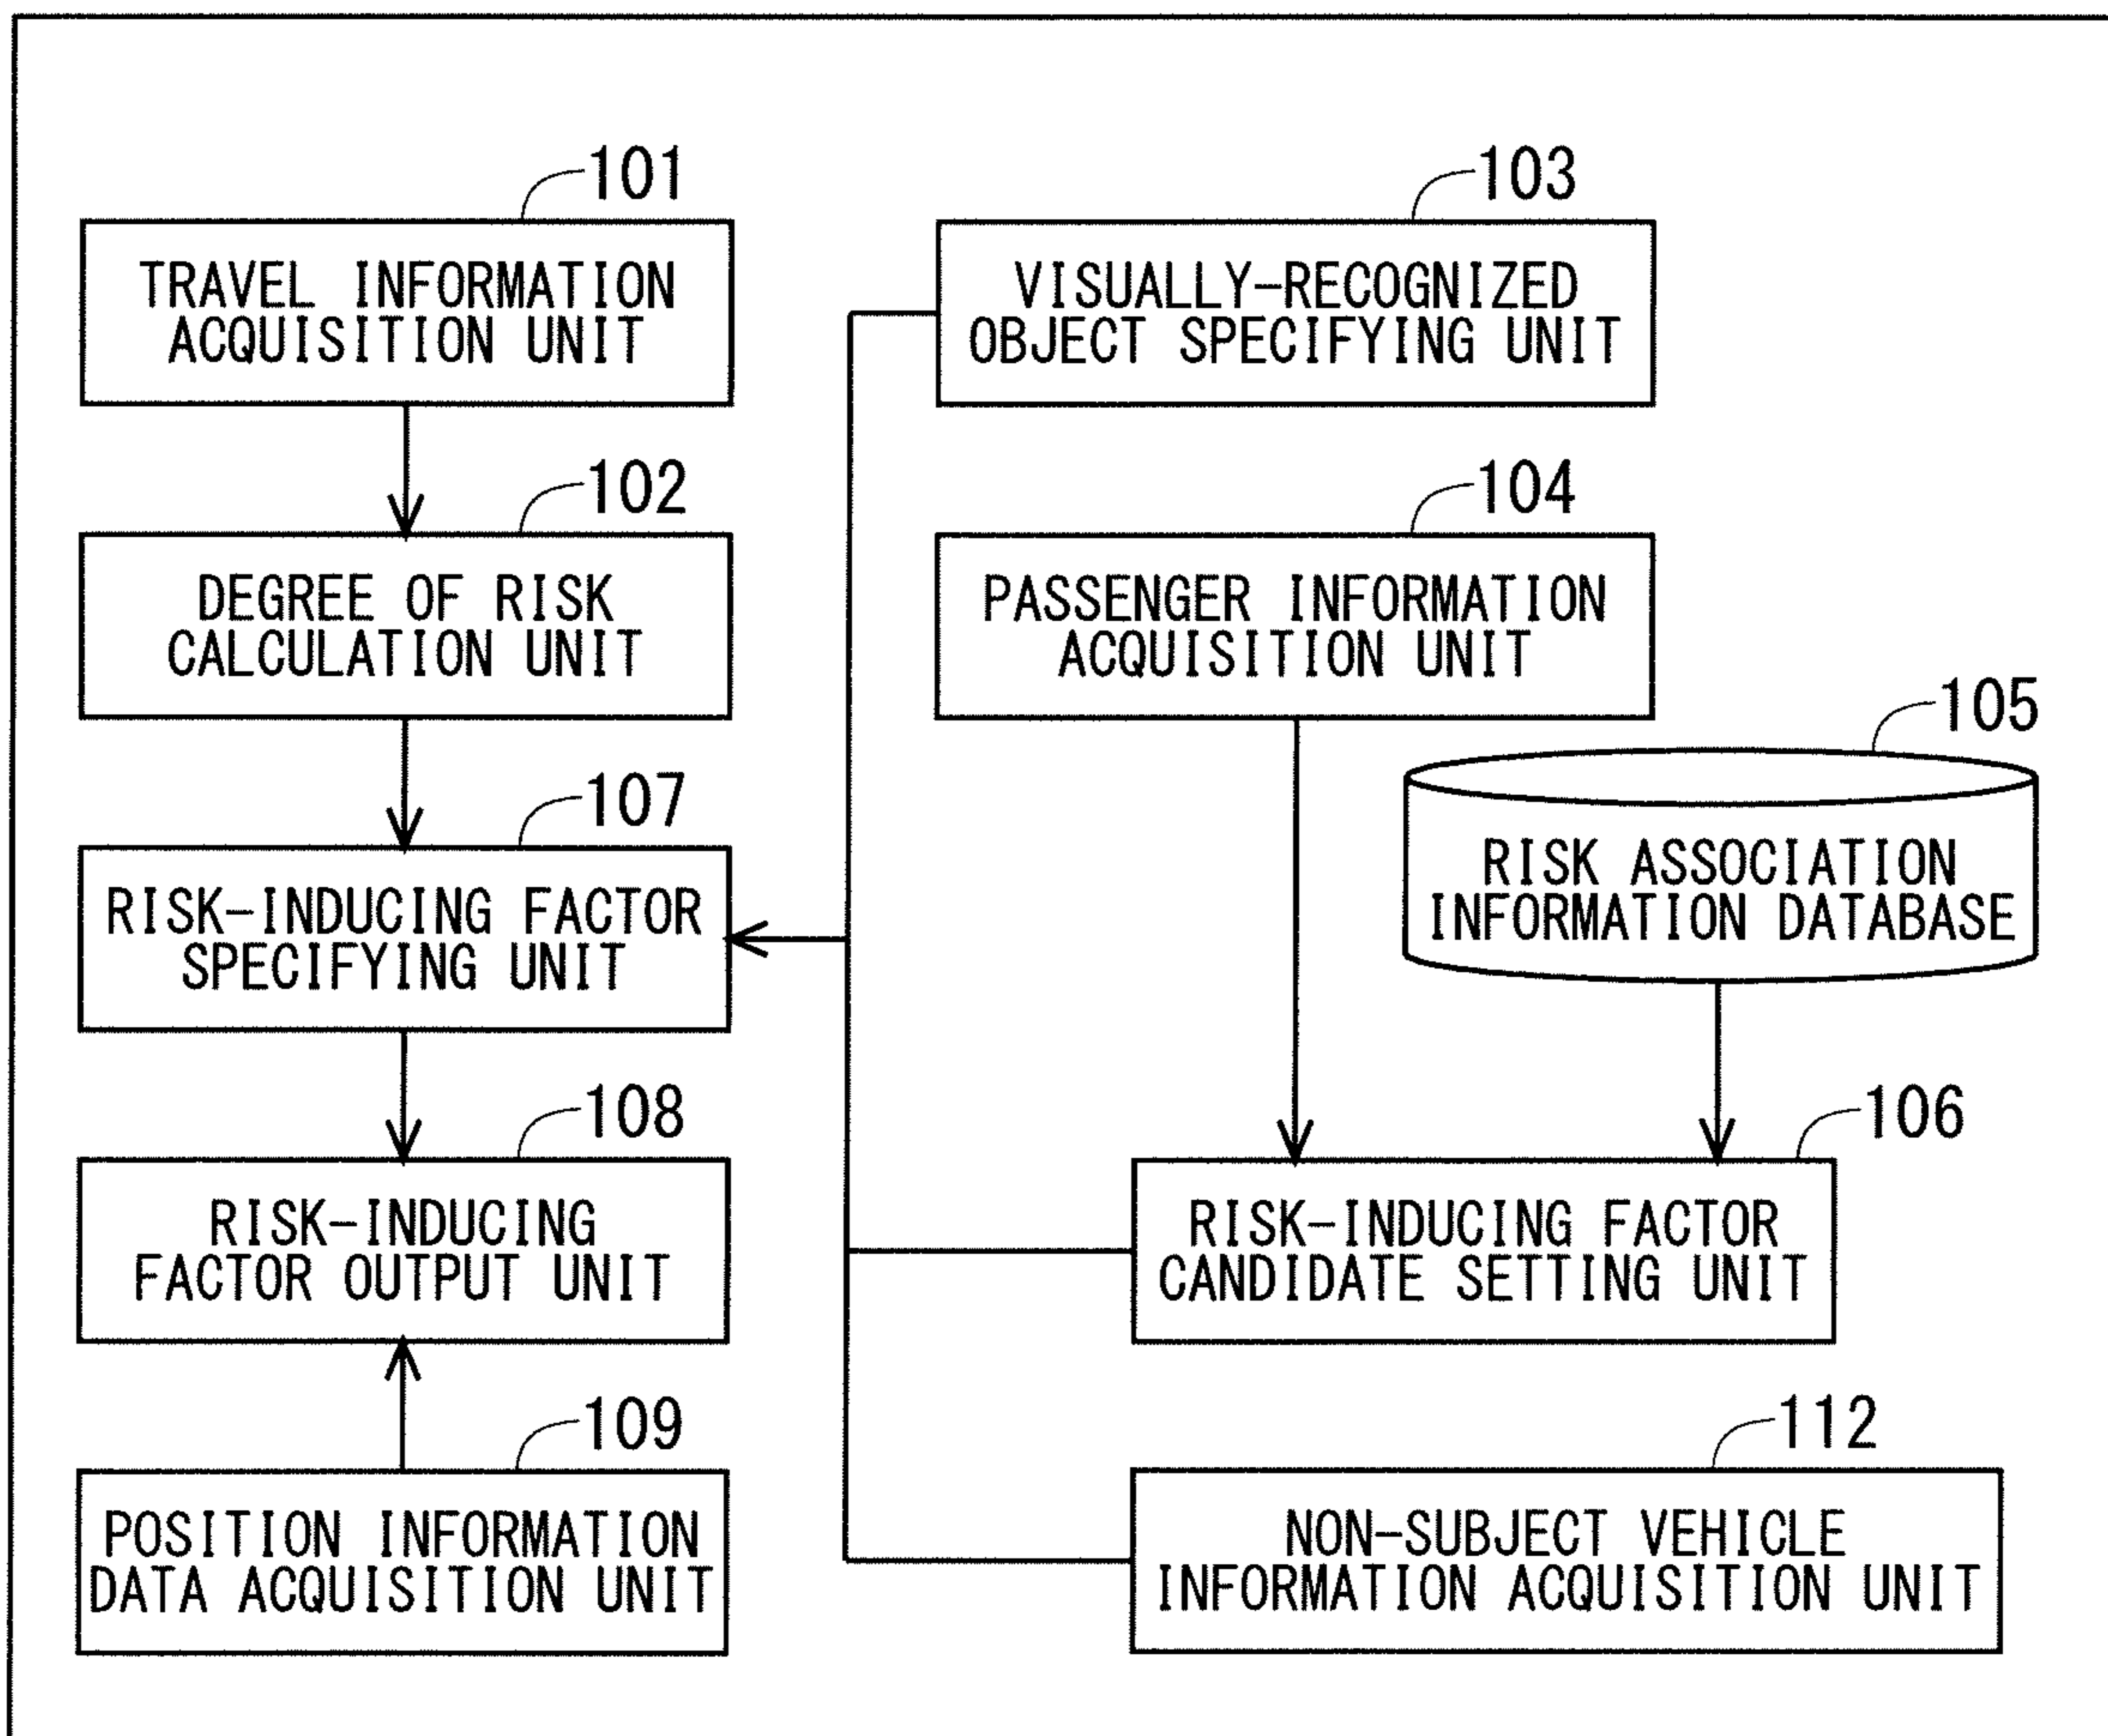 101
TRAVEL INFORMATION
ACQUISITION UNIT
103
VISUALLY-RECOGNIZED
OBJECT SPECIFYING UNIT
102
DEGREE OF RISK
CALCULATION UNIT
104
PASSENGER INFORMATION
ACQUISITION UNIT
105
RISK ASSOCIATION
INFORMATION DATABASE
107
RISK-INDUCING FACTOR
SPECIFYING UNIT
108
RISK-INDUCING
FACTOR OUTPUT UNIT
106
RISK-INDUCING FACTOR
CANDIDATE SETTING UNIT
109
POSITION INFORMATION
DATA ACQUISITION UNIT
112
NON-SUBJECT VEHICLE
INFORMATION ACQUISITION UNIT